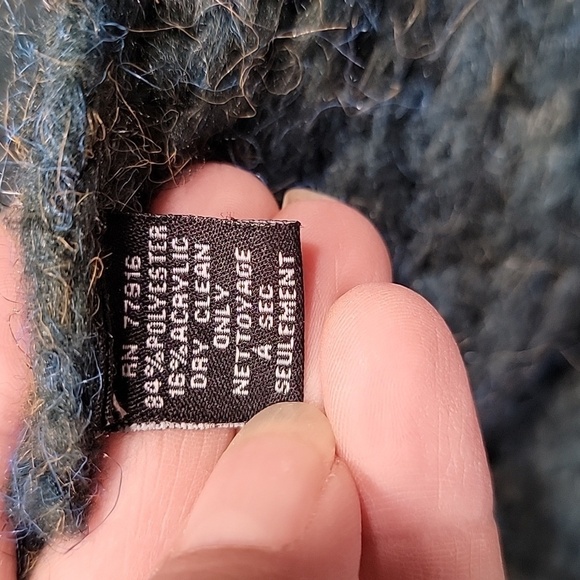 RN 77916
84% POLYESTER
16% ACRYLIC
DRY CLEAN
ONLY
NETTOYAGE
A SEC
SEULEMENT